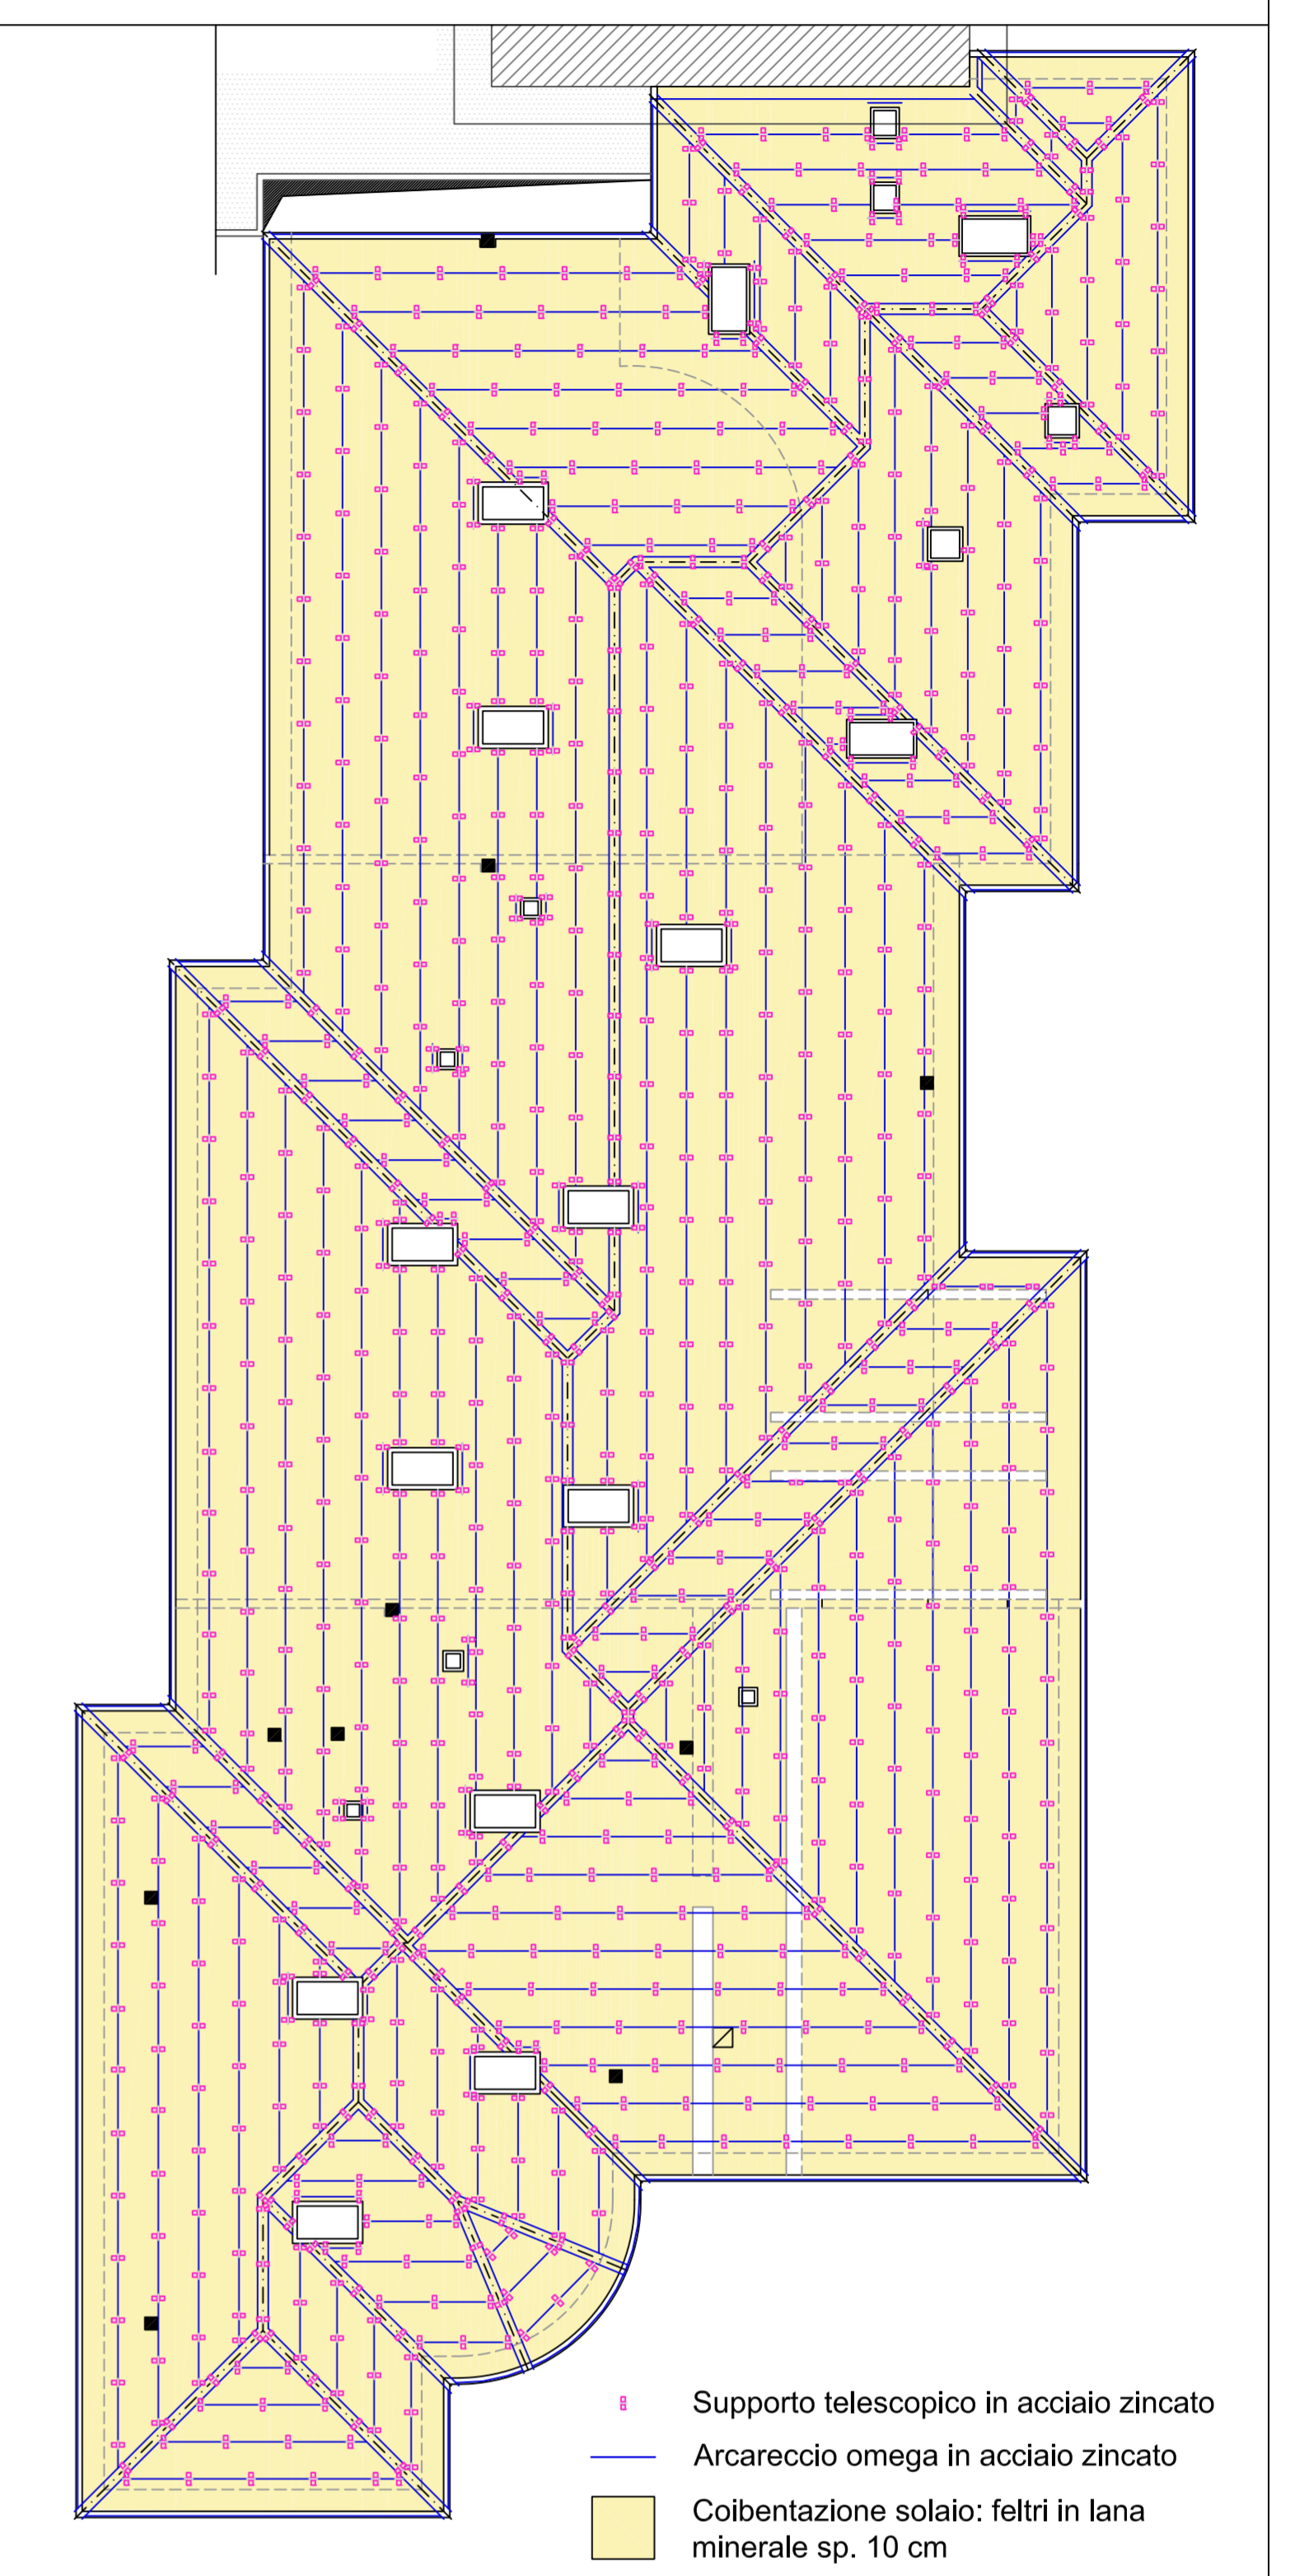 Supporto telescopico in acciaio zincato
Arcareccio omega in acciaio zincato
Coibentazione solaio: feltri in lana
minerale sp. 10 cm